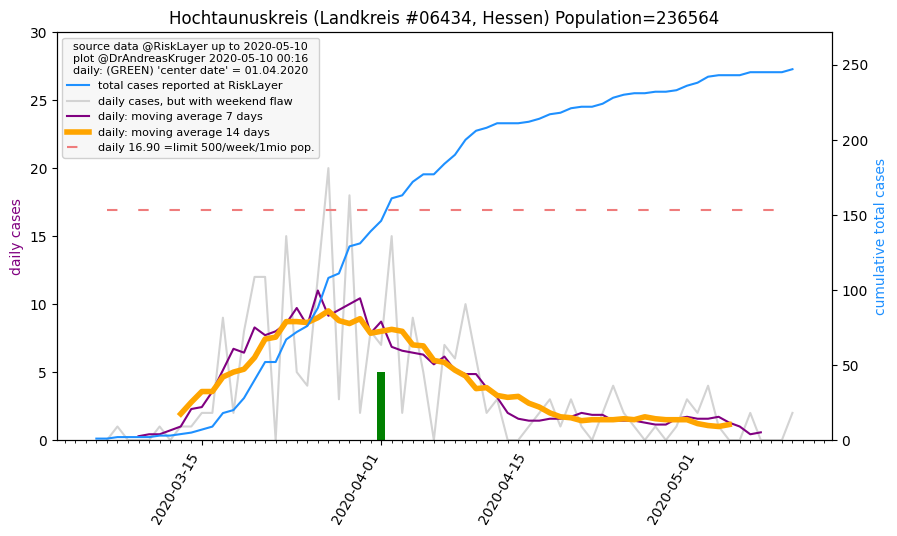 Hochtaunuskreis (Landkreis #06434, Hessen) Population=236564
source data @RiskLayer up to 2020-05-10
plot @DrAndreasKruger 2020-05-10 00:16
daily: (GREEN) 'center date' = 01.04.2020
total cases reported at RiskLayer
daily cases, but with weekend flaw
daily: moving average 7 days
daily: moving average 14 days
daily 16.90 =limit 500/week/1mio pop.
daily cases
30
25
20
15
10
5
0
cumulative total cases
250
200
150
100
50
0
2020-03-15
2020-04-01
2020-04-15
2020-05-01